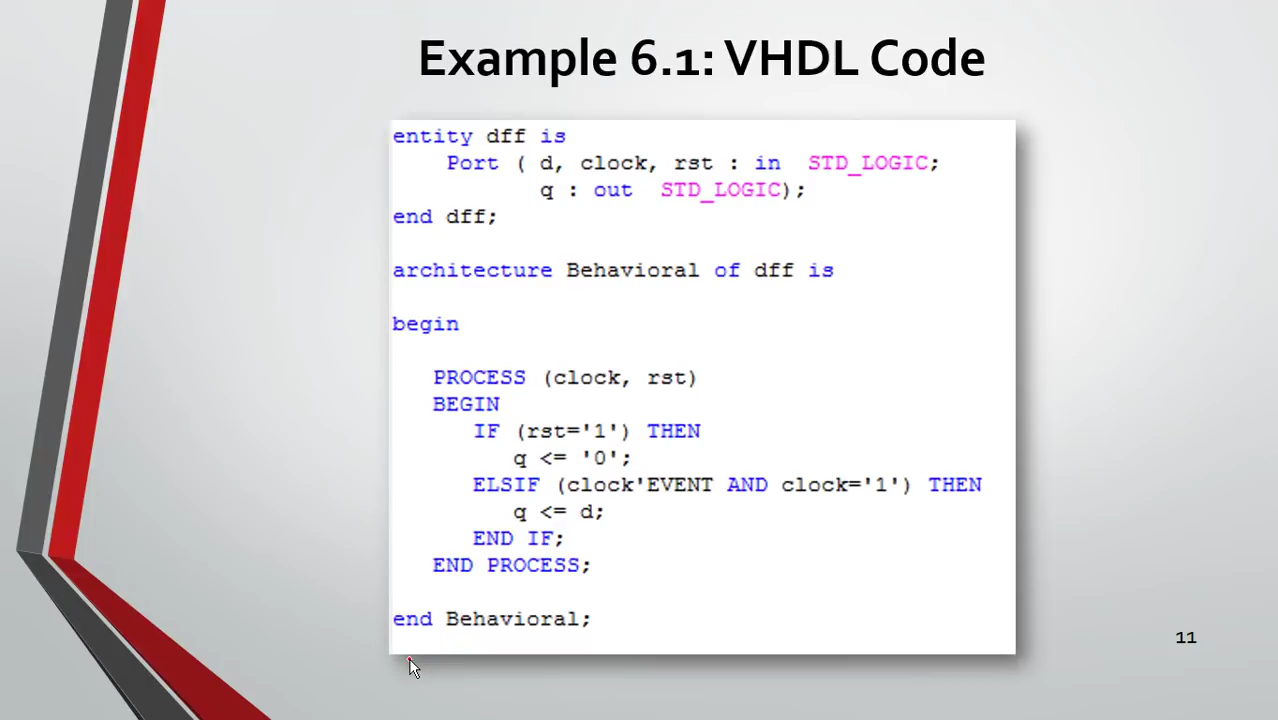 Example 6.1: VHDL Code
entity dff is
    Port ( d, clock, rst : in  STD_LOGIC;
           q : out  STD_LOGIC);
end dff;
architecture Behavioral of dff is
begin
   PROCESS (clock, rst)
   BEGIN
      IF (rst='1') THEN
         q <= '0';
      ELSIF (clock'EVENT AND clock='1') THEN
         q <= d;
      END IF;
   END PROCESS;
end Behavioral;
11